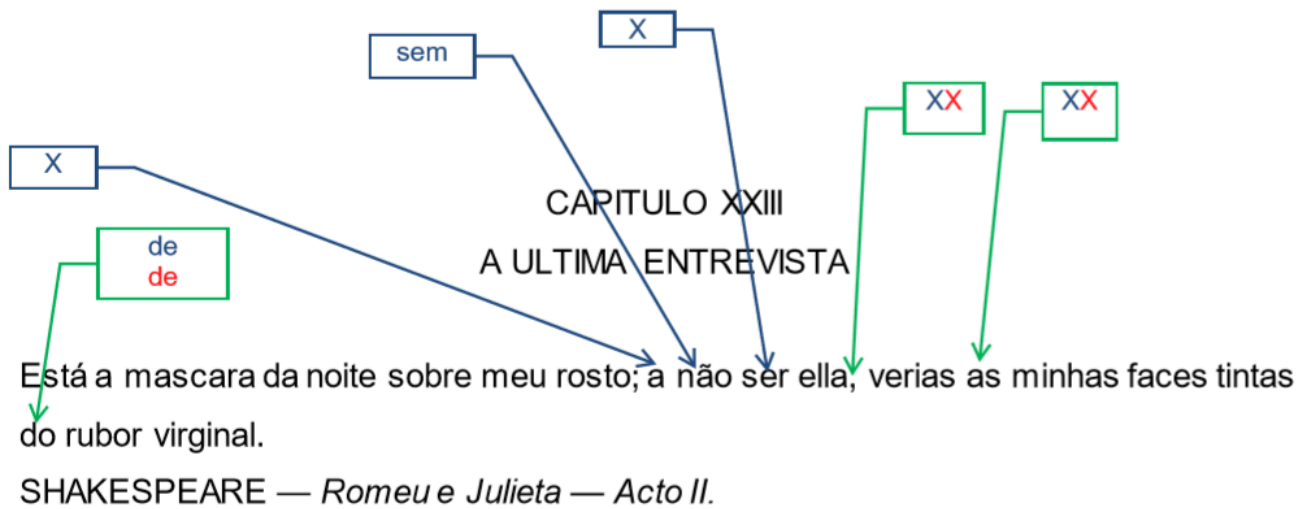 X
sem
XX
XX
X
CAPITULO XXIII
de
de
A ULTIMA ENTREVISTA
Está a mascara da noite sobre meu rosto; a não ser ella, verias as minhas faces tintas
do rubor virginal.
SHAKESPEARE — Romeu e Julieta — Acto II.